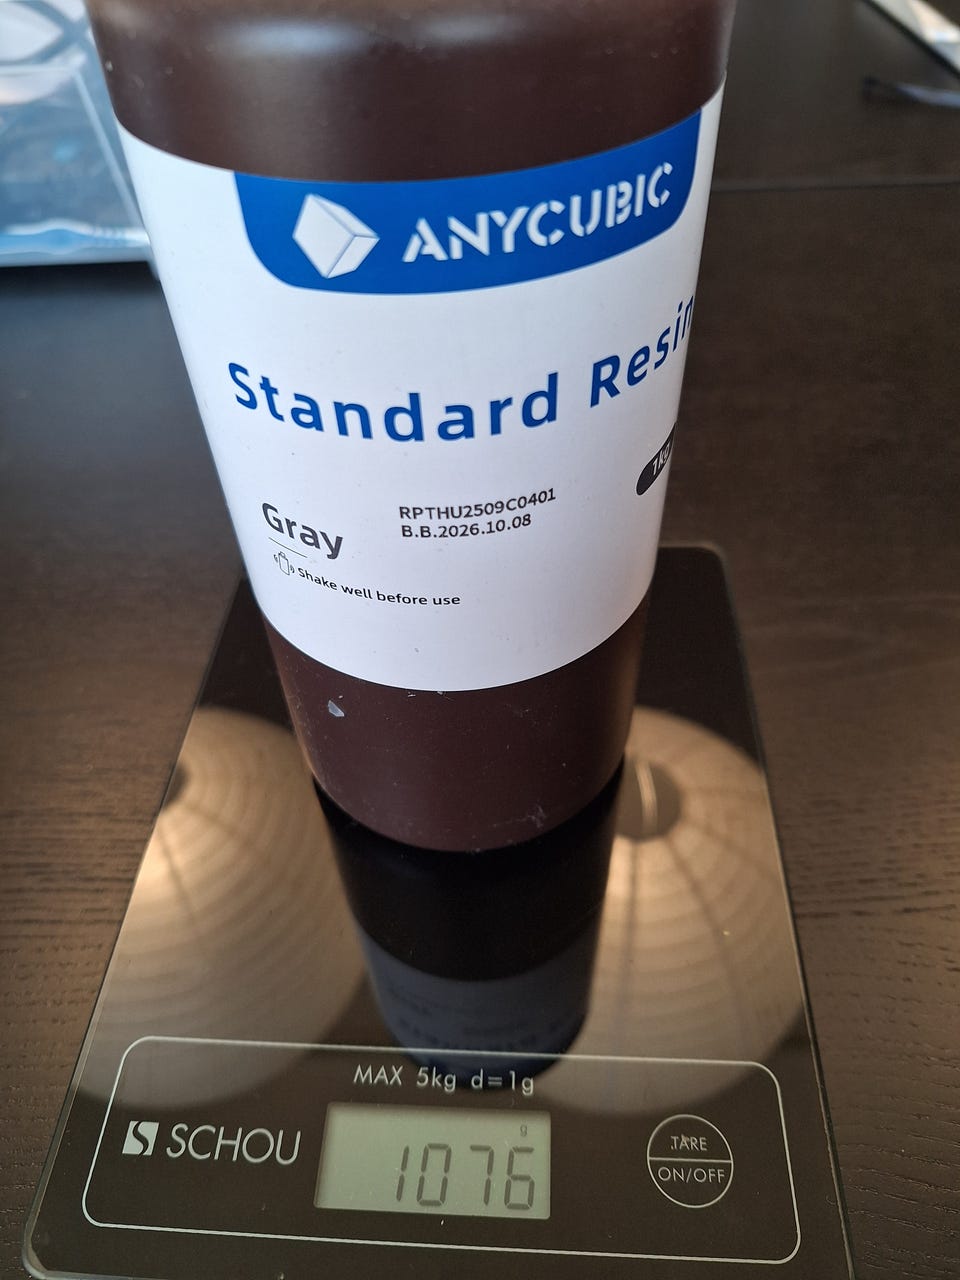 ANYCUBIC
Standard Resin
1kg
RPTHU2509C0401
B.B.2026.10.08
Gray
Shake well before use
MAX 5kg d=1g
SCHOU
g
1076
TARE
ON/OFF